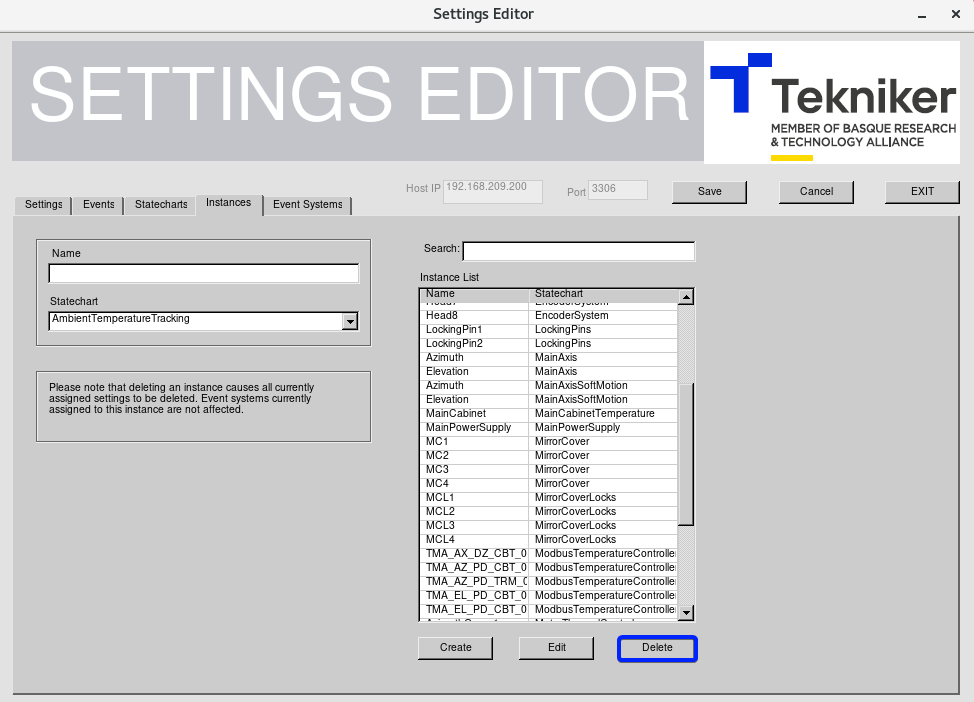 Settings Editor
SETTINGS EDITOR
Tekniker
MEMBER OF BASQUE RESEARCH
& TECHNOLOGY ALLIANCE
Host IP 192.168.209.200 Port 3306 Save Cancel EXIT
Settings Events Statecharts Instances Event Systems
Name
Statechart
AmbientTemperatureTracking
Please note that deleting an instance causes all currently
assigned settings to be deleted. Event systems currently
assigned to this instance are not affected.
Search:
Instance List
Name Statechart
Head7 EncoderSystem
Head8 EncoderSystem
LockingPin1 LockingPins
LockingPin2 LockingPins
Azimuth MainAxis
Elevation MainAxis
Azimuth MainAxisSoftMotion
Elevation MainAxisSoftMotion
MainCabinet MainCabinetTemperature
MainPowerSupply MainPowerSupply
MC1 MirrorCover
MC2 MirrorCover
MC3 MirrorCover
MC4 MirrorCover
MCL1 MirrorCoverLocks
MCL2 MirrorCoverLocks
MCL3 MirrorCoverLocks
MCL4 MirrorCoverLocks
TMA_AX_DZ_CBT_0 ModbusTemperatureControlle
TMA_AZ_PD_CBT_0 ModbusTemperatureControlle
TMA_AZ_PD_TRM_0 ModbusTemperatureControlle
TMA_EL_PD_CBT_0 ModbusTemperatureControlle
TMA_EL_PD_CBT_0 ModbusTemperatureControlle
Create Edit Delete